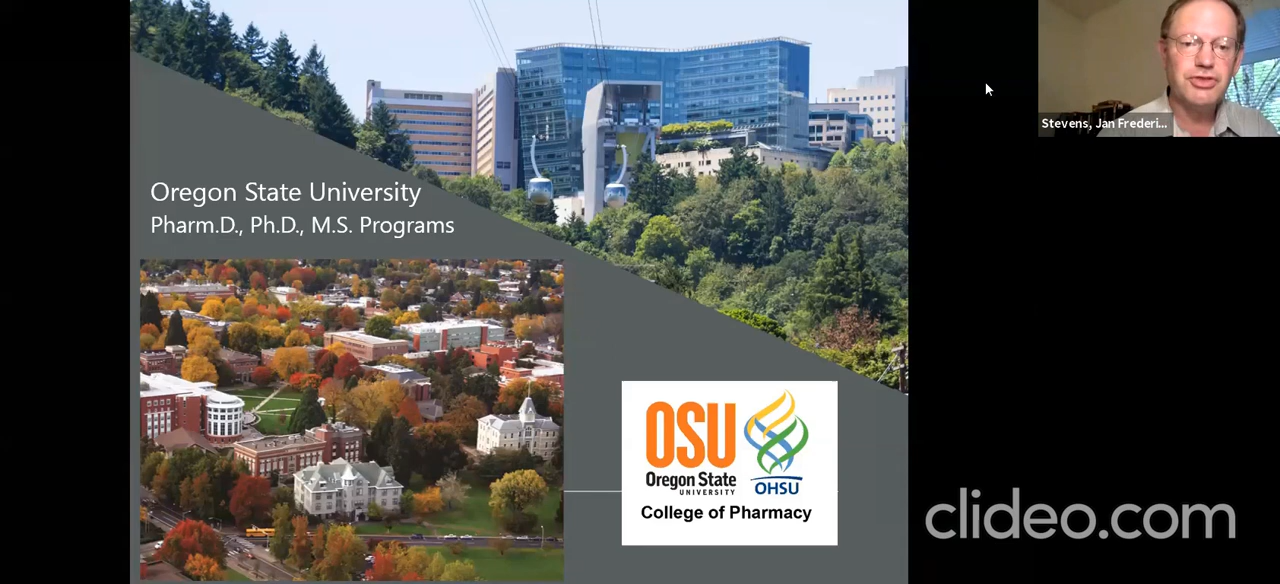 Stevens, Jan Frederi...
Oregon State University
Pharm.D., Ph.D., M.S. Programs
OSU
Oregon State
UNIVERSITY
OHSU
College of Pharmacy
clideo.com